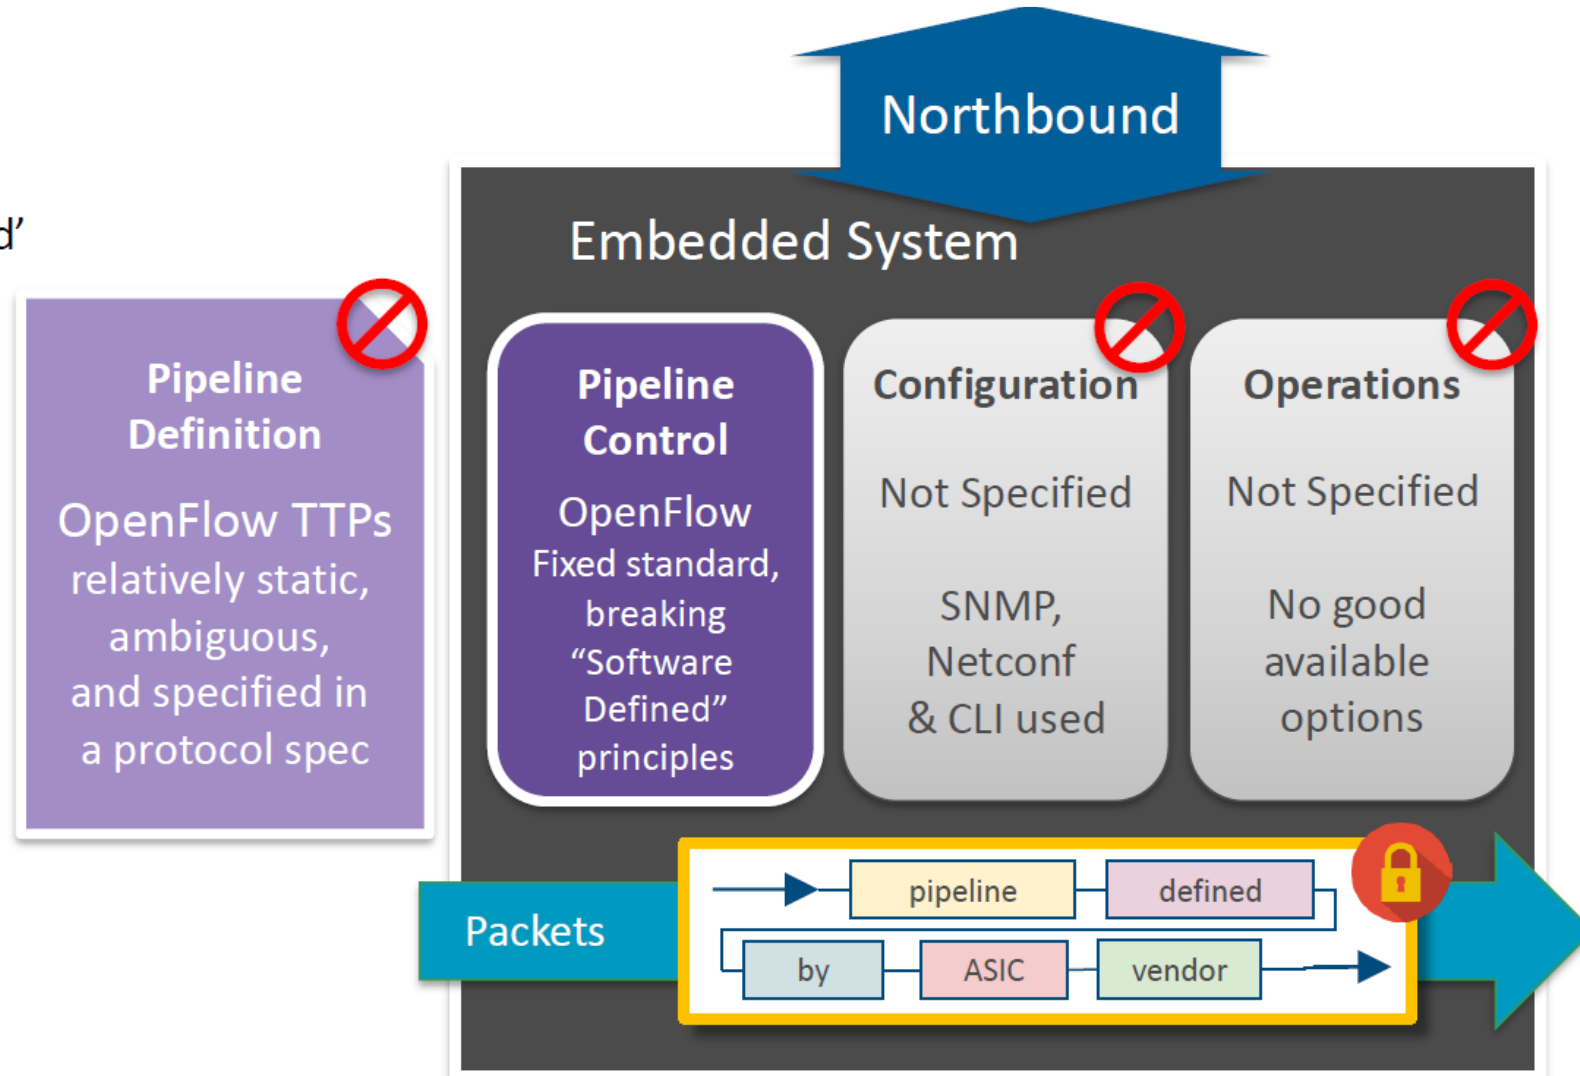 Northbound
d’
Embedded System
Pipeline
Definition
OpenFlow TTPs
relatively static,
ambiguous,
and specified in
a protocol spec
Pipeline
Control
OpenFlow
Fixed standard,
breaking
“Software
Defined”
principles
Configuration
Not Specified
SNMP,
Netconf
& CLI used
Operations
Not Specified
No good
available
options
Packets
pipeline
defined
by
ASIC
vendor